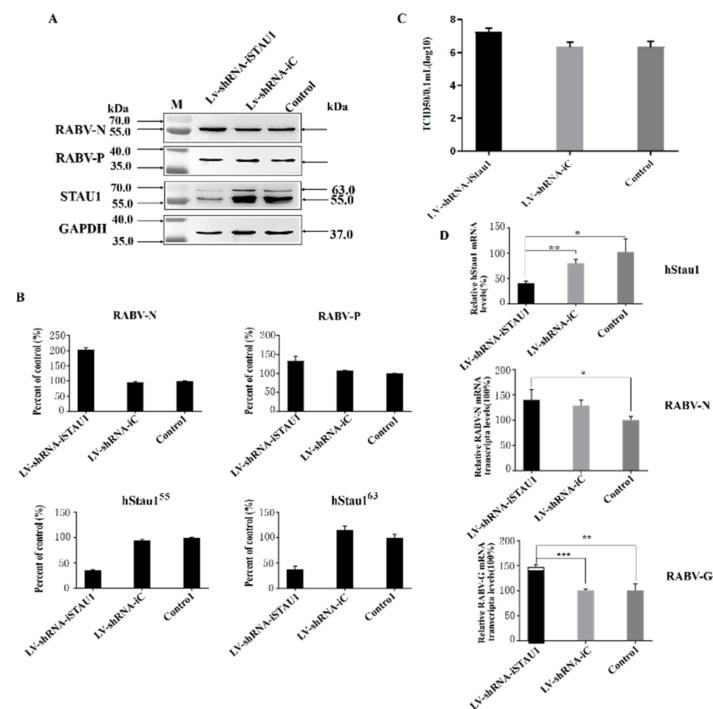 A
LV-shRNA-iSTAU1
LV-shRNA-iC
Control
kDa
M
kDa
70.0
RABV-N
55.0
40.0
RABV-P
35.0
70.0
63.0
STAU1
55.0
55.0
40.0
GAPDH
37.0
35.0
B
RABV-N
Percent of control (%)
250
200
150
100
50
0
LV-shRNA-iSTAU1
LV-shRNA-iC
Control
RABV-P
Percent of control (%)
200
150
100
50
0
LV-shRNA-iSTAU1
LV-shRNA-iC
Control
hStau1⁵⁵
Percent of control (%)
150
100
50
0
LV-shRNA-iSTAU1
LV-shRNA-iC
Control
hStau1⁶³
Percent of control (%)
150
100
50
0
LV-shRNA-iSTAU1
LV-shRNA-iC
Control
C
TCID50/0.1mL(log10)
8
6
4
2
0
LV-shRNA-iStau1
LV-shRNA-iC
Control
D
Relative hStau1 mRNA
levels(%)
150
100
50
0
*
**
LV-shRNA-iSTAU1
LV-shRNA-iC
Control
hStau1
Relative RABV-N mRNA
transcripta levels(100%)
200
150
100
50
0
*
LV-shRNA-iSTAU1
LV-shRNA-iC
Control
RABV-N
Relative RABV-G mRNA
transcripta levels(100%)
200
150
100
50
0
**
***
LV-shRNA-iSTAU1
LV-shRNA-iC
Control
RABV-G